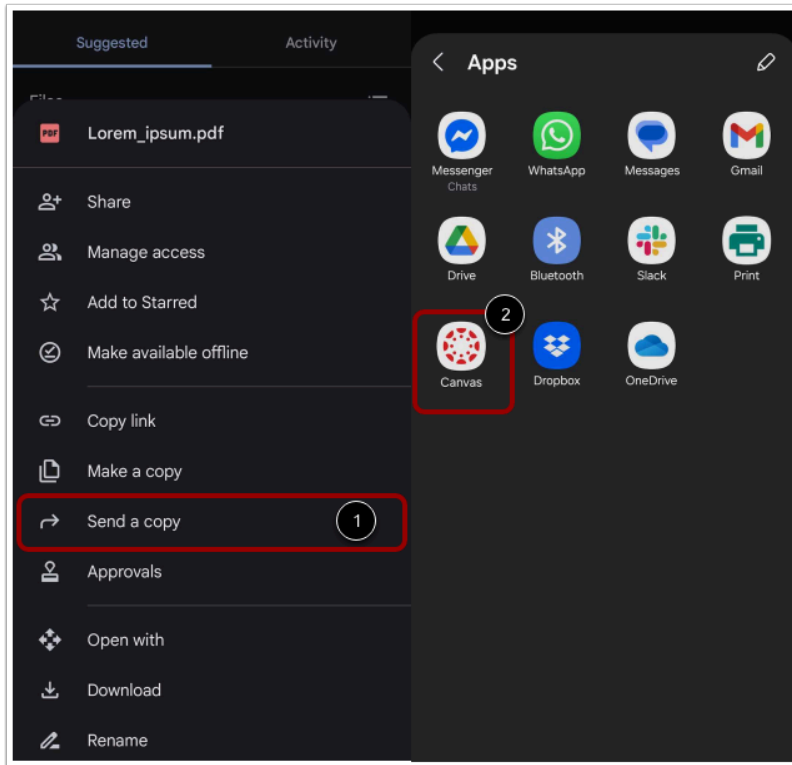 Suggested
Activity
Files
PDF
Lorem_ipsum.pdf
Share
Manage access
Add to Starred
Make available offline
Copy link
Make a copy
Send a copy
1
Approvals
Open with
Download
Rename
Apps
Messenger
Chats
WhatsApp
Messages
Gmail
Drive
Bluetooth
Slack
Print
2
Canvas
Dropbox
OneDrive